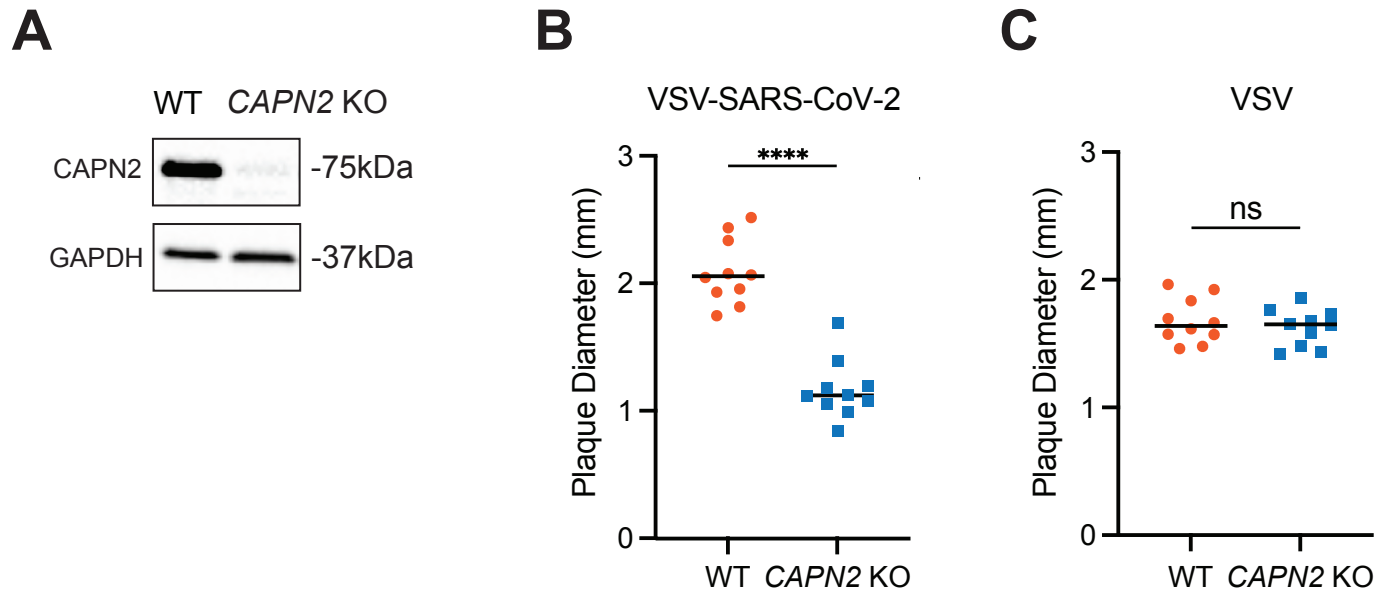 A
WT CAPN2 KO
CAPN2
-75kDa
GAPDH
-37kDa
B
VSV-SARS-CoV-2
****
3
2
1
0
Plaque Diameter (mm)
WT CAPN2 KO
C
VSV
ns
3
2
1
0
Plaque Diameter (mm)
WT CAPN2 KO